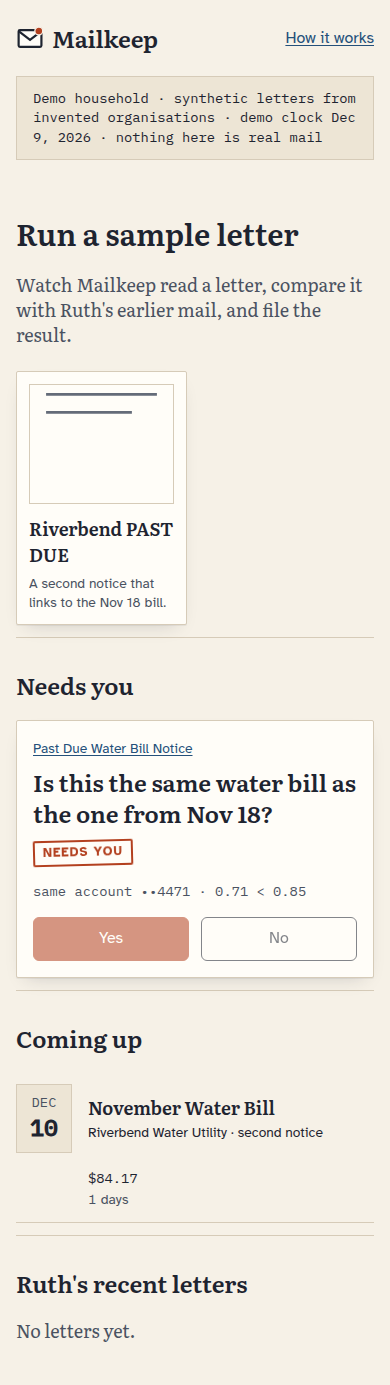 Mailkeep
How it works
Demo household · synthetic letters from
invented organisations · demo clock Dec
9, 2026 · nothing here is real mail
Run a sample letter
Watch Mailkeep read a letter, compare it
with Ruth's earlier mail, and file the
result.
Riverbend PAST
DUE
A second notice that
links to the Nov 18 bill.
Needs you
Past Due Water Bill Notice
Is this the same water bill as
the one from Nov 18?
NEEDS YOU
same account ••4471 · 0.71 < 0.85
Yes
No
Coming up
DEC
10
November Water Bill
Riverbend Water Utility · second notice
$84.17
1 days
Ruth's recent letters
No letters yet.